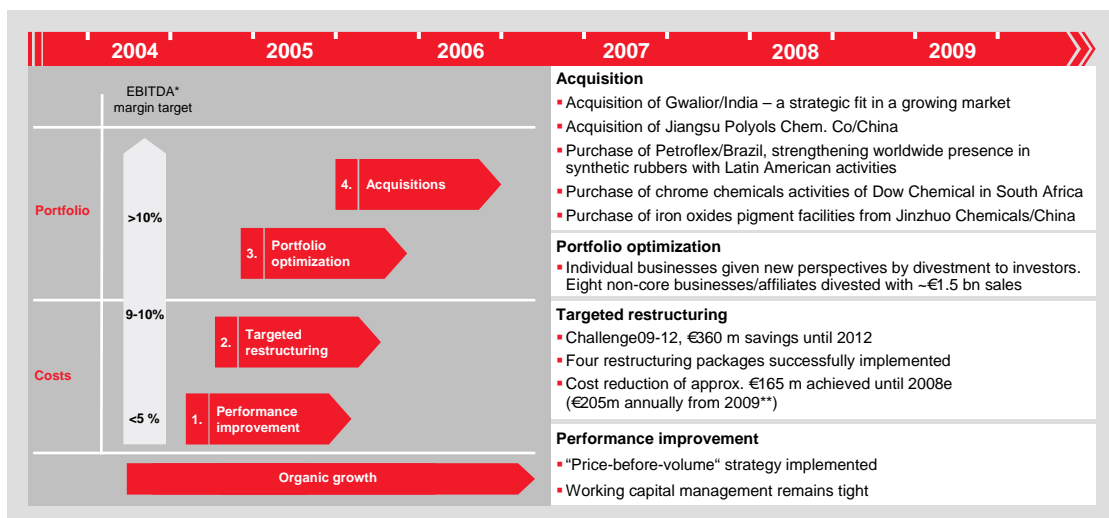 2004 2005 2006 2007 2008 2009
EBITDA*
margin target
Portfolio
>10%
9-10%
Costs
<5 %
4. Acquisitions
3. Portfolio
optimization
2. Targeted
restructuring
1. Performance
improvement
Organic growth
Acquisition
▪ Acquisition of Gwalior/India – a strategic fit in a growing market
▪ Acquisition of Jiangsu Polyols Chem. Co/China
▪ Purchase of Petroflex/Brazil, strengthening worldwide presence in
synthetic rubbers with Latin American activities
▪ Purchase of chrome chemicals activities of Dow Chemical in South Africa
▪ Purchase of iron oxides pigment facilities from Jinzhuo Chemicals/China
Portfolio optimization
▪ Individual businesses given new perspectives by divestment to investors.
Eight non-core businesses/affiliates divested with ~€1.5 bn sales
Targeted restructuring
▪ Challenge09-12, €360 m savings until 2012
▪ Four restructuring packages successfully implemented
▪ Cost reduction of approx. €165 m achieved until 2008e
(€205m annually from 2009**)
Performance improvement
▪ “Price-before-volume“ strategy implemented
▪ Working capital management remains tight